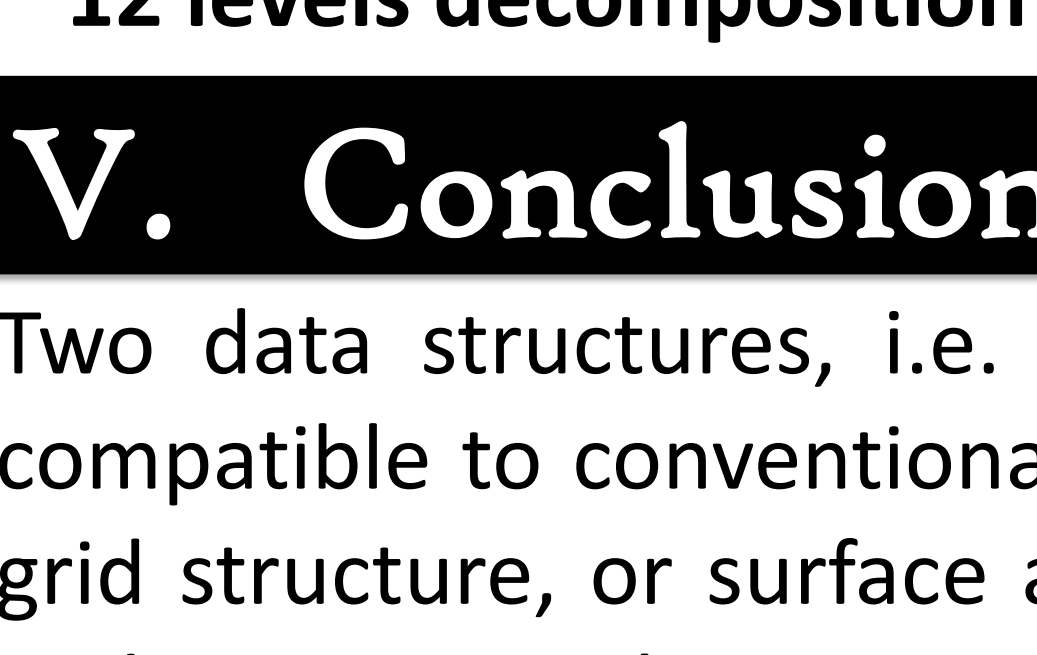 12 levels decomposition
V. Conclusion
Two data structures, i.e.
compatible to conventiona
grid structure, or surface a